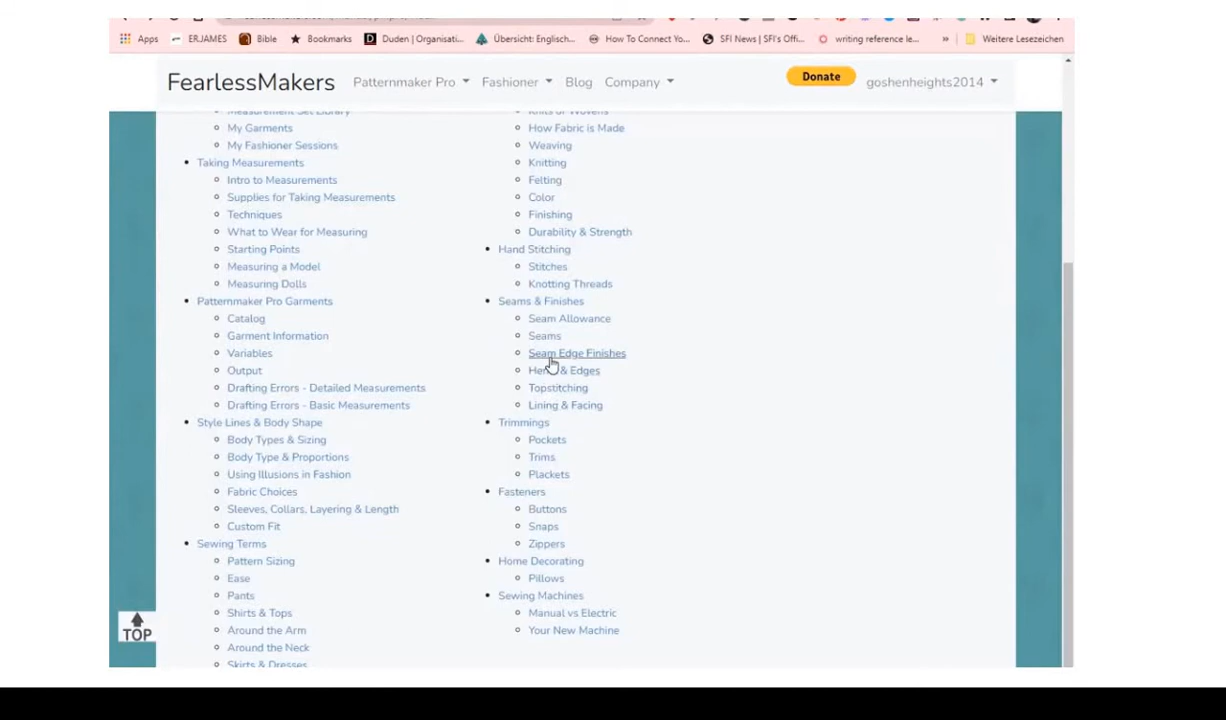 Apps
ERJAMES
Bible
Bookmarks
Duden | Organisati...
Übersicht: Englisch...
How To Connect Yo...
SFI News | SFI's Offi...
writing reference le...
»
Weitere Lesezeichen
FearlessMakers
Patternmaker Pro
Fashioner
Blog
Company
Donate
goshenheights2014
Measurement Set Library
My Garments
My Fashioner Sessions
Taking Measurements
Intro to Measurements
Supplies for Taking Measurements
Techniques
What to Wear for Measuring
Starting Points
Measuring a Model
Measuring Dolls
Patternmaker Pro Garments
Catalog
Garment Information
Variables
Output
Drafting Errors - Detailed Measurements
Drafting Errors - Basic Measurements
Style Lines & Body Shape
Body Types & Sizing
Body Type & Proportions
Using Illusions in Fashion
Fabric Choices
Sleeves, Collars, Layering & Length
Custom Fit
Sewing Terms
Pattern Sizing
Ease
Pants
Shirts & Tops
Around the Arm
Around the Neck
Skirts & Dresses
Knits or Wovens
How Fabric is Made
Weaving
Knitting
Felting
Color
Finishing
Durability & Strength
Hand Stitching
Stitches
Knotting Threads
Seams & Finishes
Seam Allowance
Seams
Seam Edge Finishes
Hems & Edges
Topstitching
Lining & Facing
Trimmings
Pockets
Trims
Plackets
Fasteners
Buttons
Snaps
Zippers
Home Decorating
Pillows
Sewing Machines
Manual vs Electric
Your New Machine
TOP